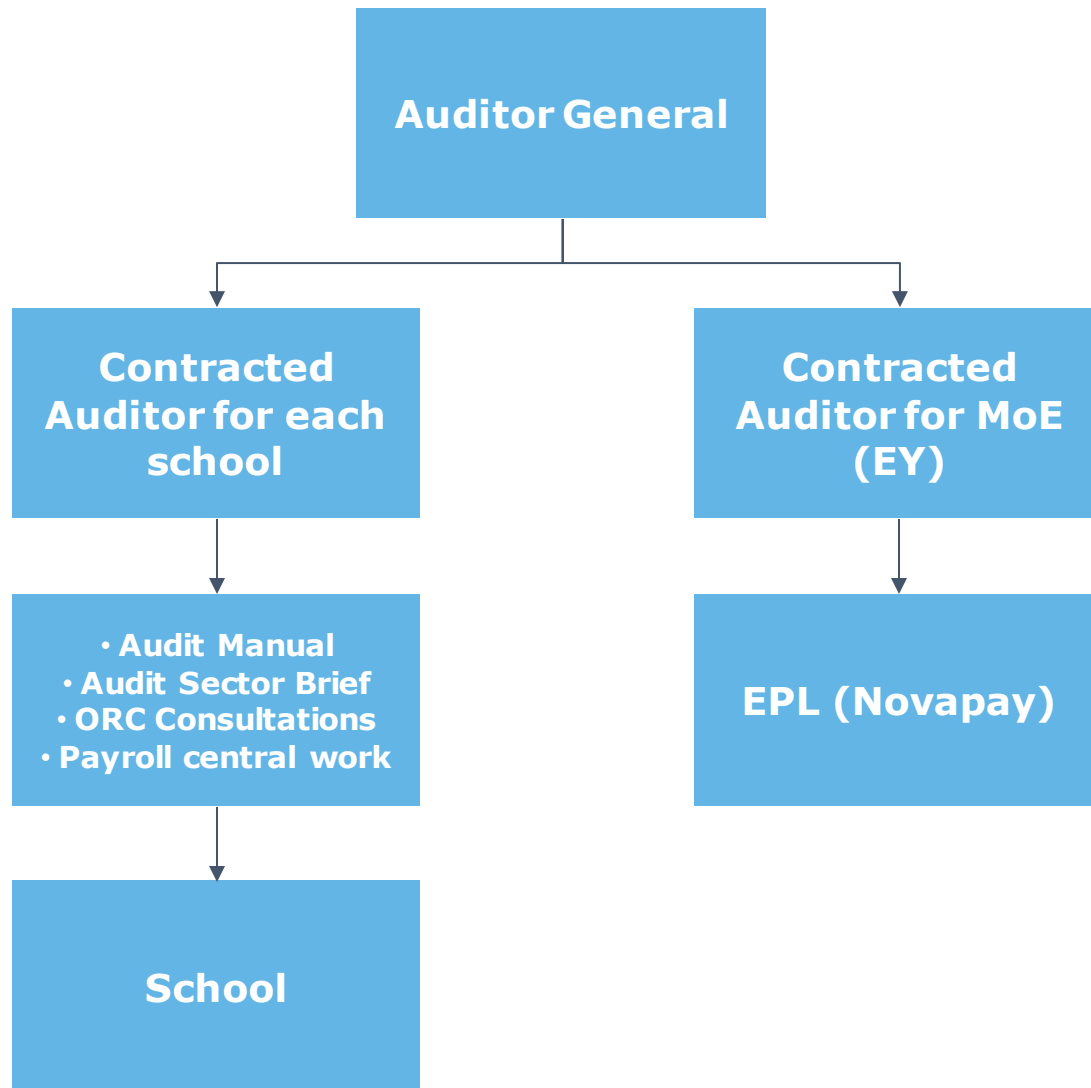 Auditor General
Contracted
Auditor for each
school
Contracted
Auditor for MoE
(EY)
• Audit Manual
• Audit Sector Brief
• ORC Consultations
• Payroll central work
EPL (Novapay)
School